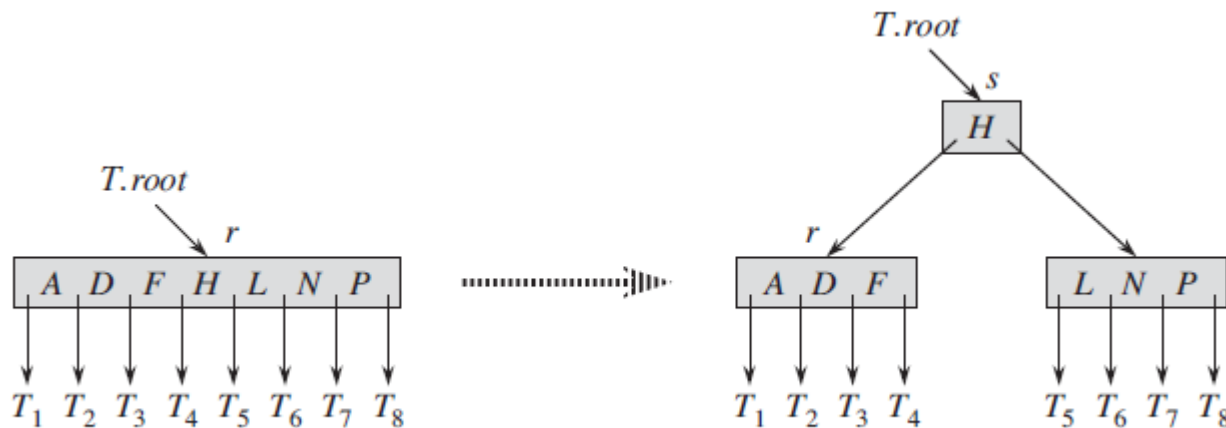 T.root
s
H
T.root
r
r
A D F H L N P
A D F
L N P
T1 T2 T3 T4 T5 T6 T7 T8
T1 T2 T3 T4
T5 T6 T7 T8